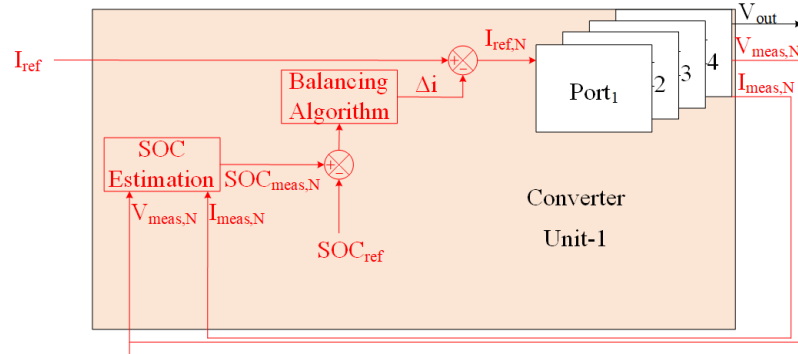 V_out
I_ref
I_ref,N
V_meas,N
Balancing
Algorithm
Δi
Port₁
-2
-3
-4
I_meas,N
SOC
Estimation
SOC_meas,N
V_meas,N
I_meas,N
SOC_ref
Converter
Unit-1
+
−
+
−